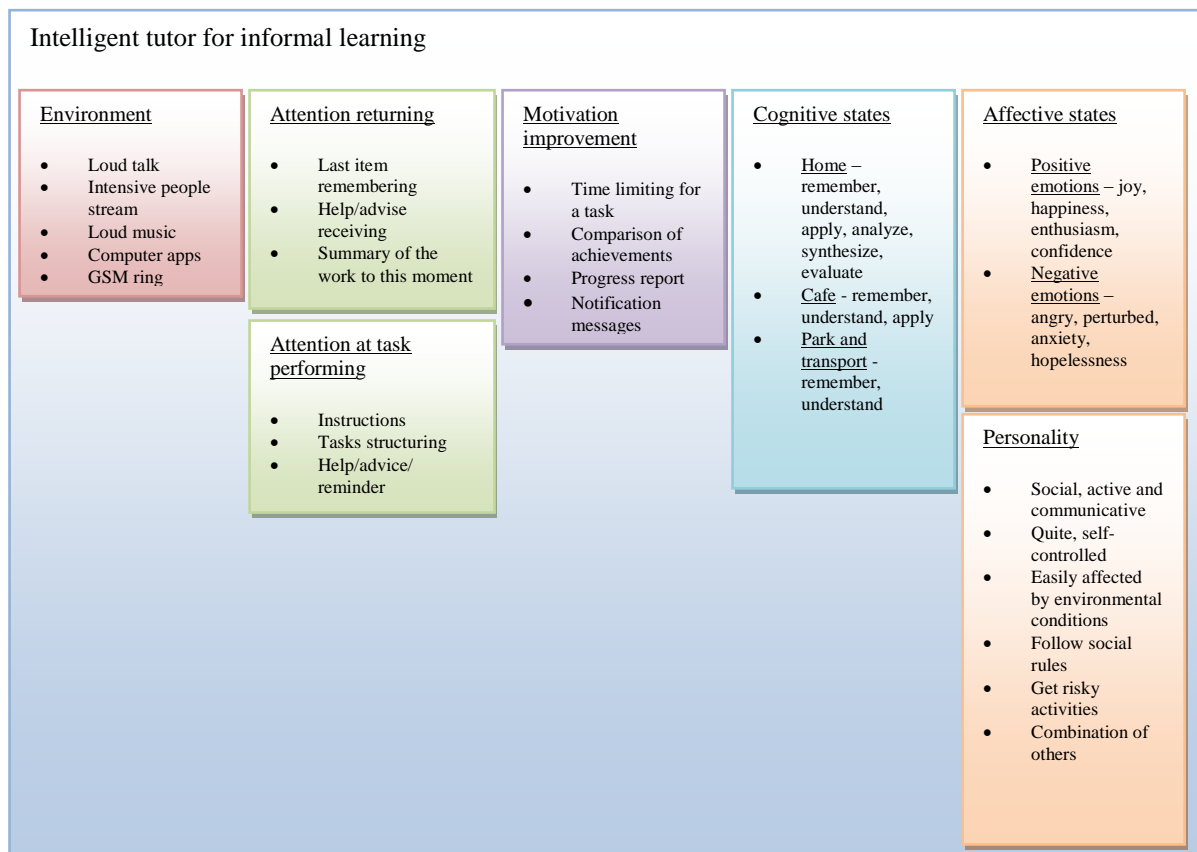 Intelligent tutor for informal learning
Environment
• Loud talk
• Intensive people
stream
• Loud music
• Computer apps
• GSM ring
Attention returning
• Last item
remembering
• Help/advise
receiving
• Summary of the
work to this moment
Attention at task
performing
• Instructions
• Tasks structuring
• Help/advice/
reminder
Motivation
improvement
• Time limiting for
a task
• Comparison of
achievements
• Progress report
• Notification
messages
Cognitive states
• Home –
remember,
understand,
apply, analyze,
synthesize,
evaluate
• Cafe - remember,
understand, apply
• Park and
transport -
remember,
understand
Affective states
• Positive
emotions – joy,
happiness,
enthusiasm,
confidence
• Negative
emotions –
angry, perturbed,
anxiety,
hopelessness
Personality
• Social, active and
communicative
• Quite, self-
controlled
• Easily affected
by environmental
conditions
• Follow social
rules
• Get risky
activities
• Combination of
others